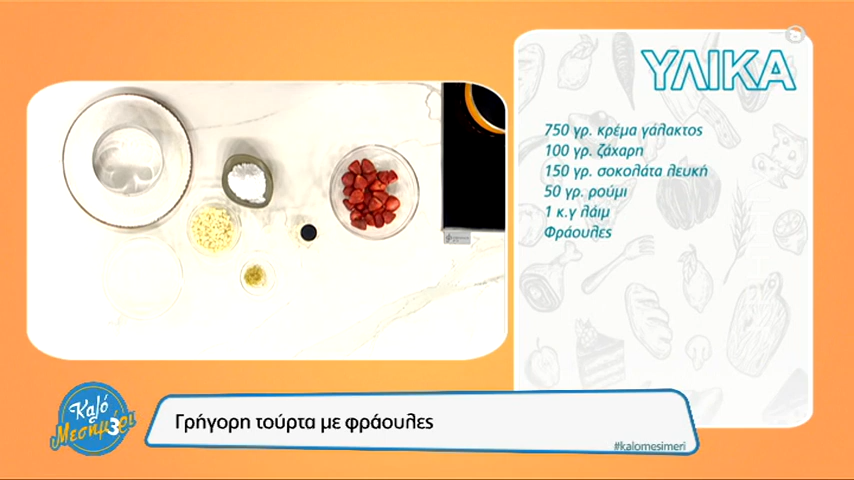 ΥΛΙΚΑ
750 γρ. κρέμα γάλακτος
100 γρ. ζάχαρη
150 γρ. σοκολάτα λευκή
50 γρ. ρούμι
1 κ.γ λάιμ
Φράουλες
Καλό
Μεσημέρι
3
Γρήγορη τούρτα με φράουλες
#kalomesimeri